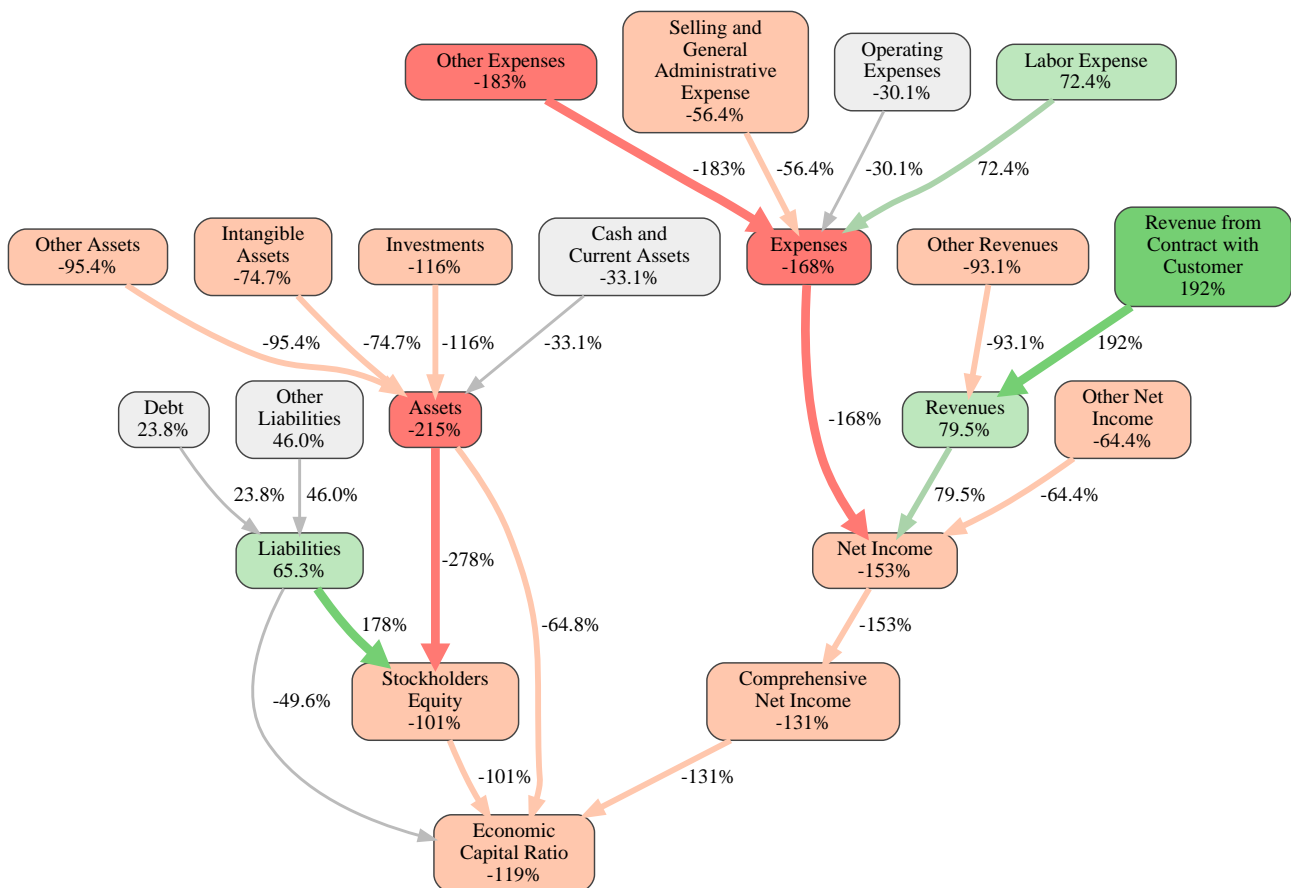 Selling and
General
Administrative
Expense
-56.4%
Other Expenses
-183%
Operating
Expenses
-30.1%
Labor Expense
72.4%
-183%
-56.4%
-30.1%
72.4%
Other Assets
-95.4%
Intangible
Assets
-74.7%
Investments
-116%
Cash and
Current Assets
-33.1%
Expenses
-168%
Other Revenues
-93.1%
Revenue from
Contract with
Customer
192%
-95.4%
-74.7%
-116%
-33.1%
-93.1%
192%
Debt
23.8%
Other
Liabilities
46.0%
Assets
-215%
-168%
Revenues
79.5%
Other Net
Income
-64.4%
23.8%
46.0%
79.5%
-64.4%
Liabilities
65.3%
-278%
Net Income
-153%
178%
-64.8%
-153%
-49.6%
Stockholders
Equity
-101%
Comprehensive
Net Income
-131%
-101%
-131%
Economic
Capital Ratio
-119%